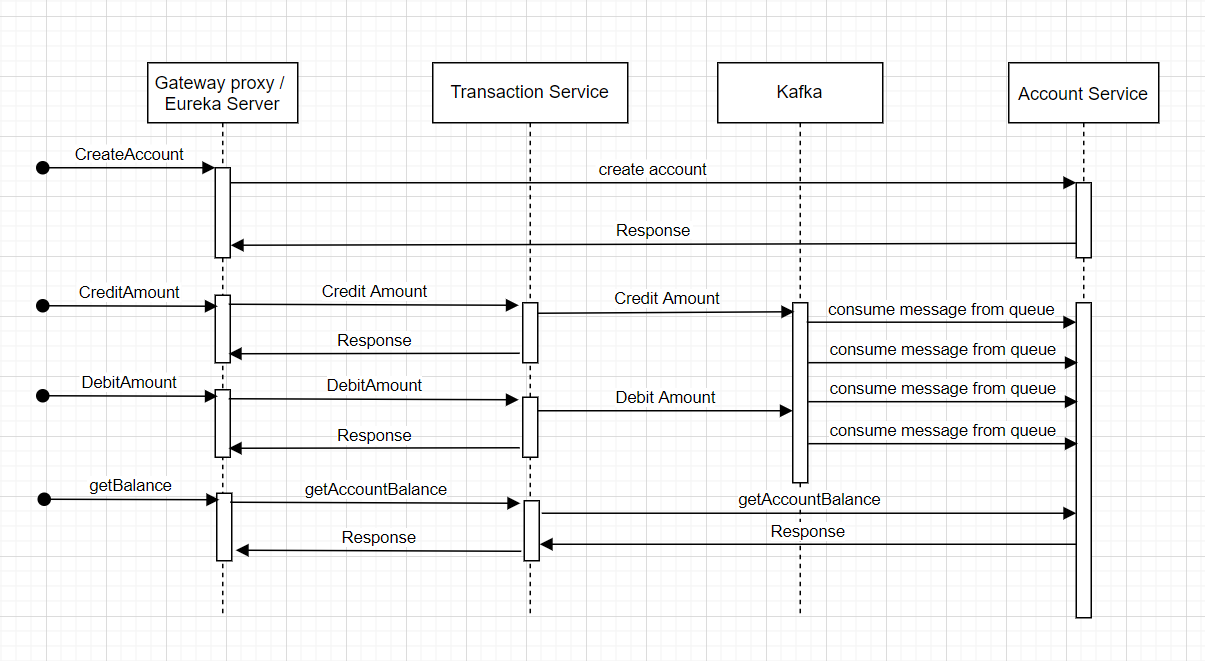 Gateway proxy /
Eureka Server
Transaction Service
Kafka
Account Service
CreateAccount
create account
Response
CreditAmount
Credit Amount
Credit Amount
consume message from queue
Response
consume message from queue
DebitAmount
DebitAmount
Debit Amount
consume message from queue
Response
consume message from queue
getBalance
getAccountBalance
getAccountBalance
Response
Response